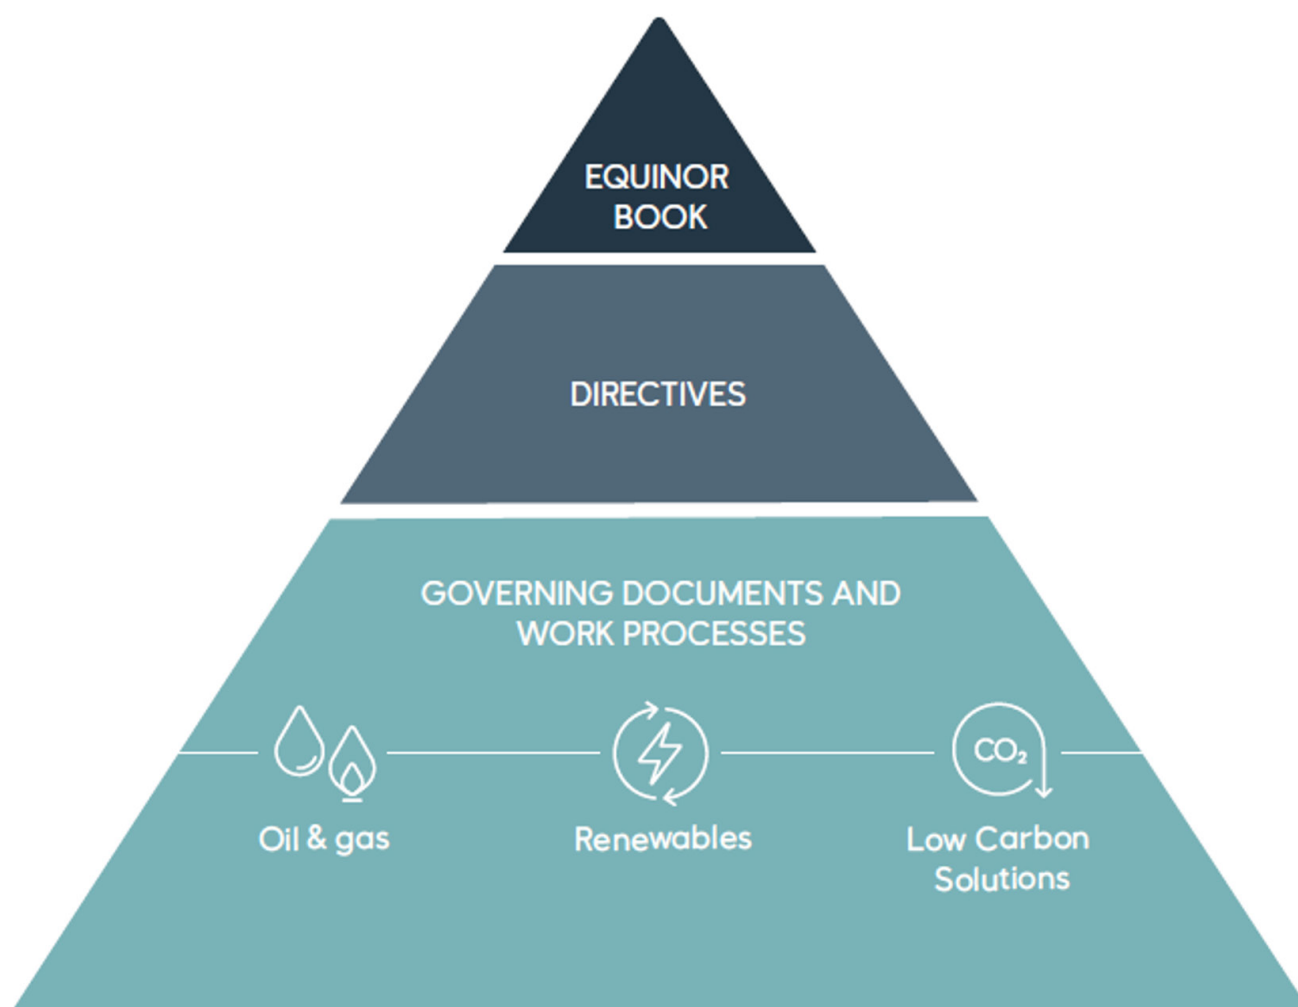 EQUINOR
BOOK
DIRECTIVES
GOVERNING DOCUMENTS AND
WORK PROCESSES
CO₂
Oil & gas
Renewables
Low Carbon
Solutions